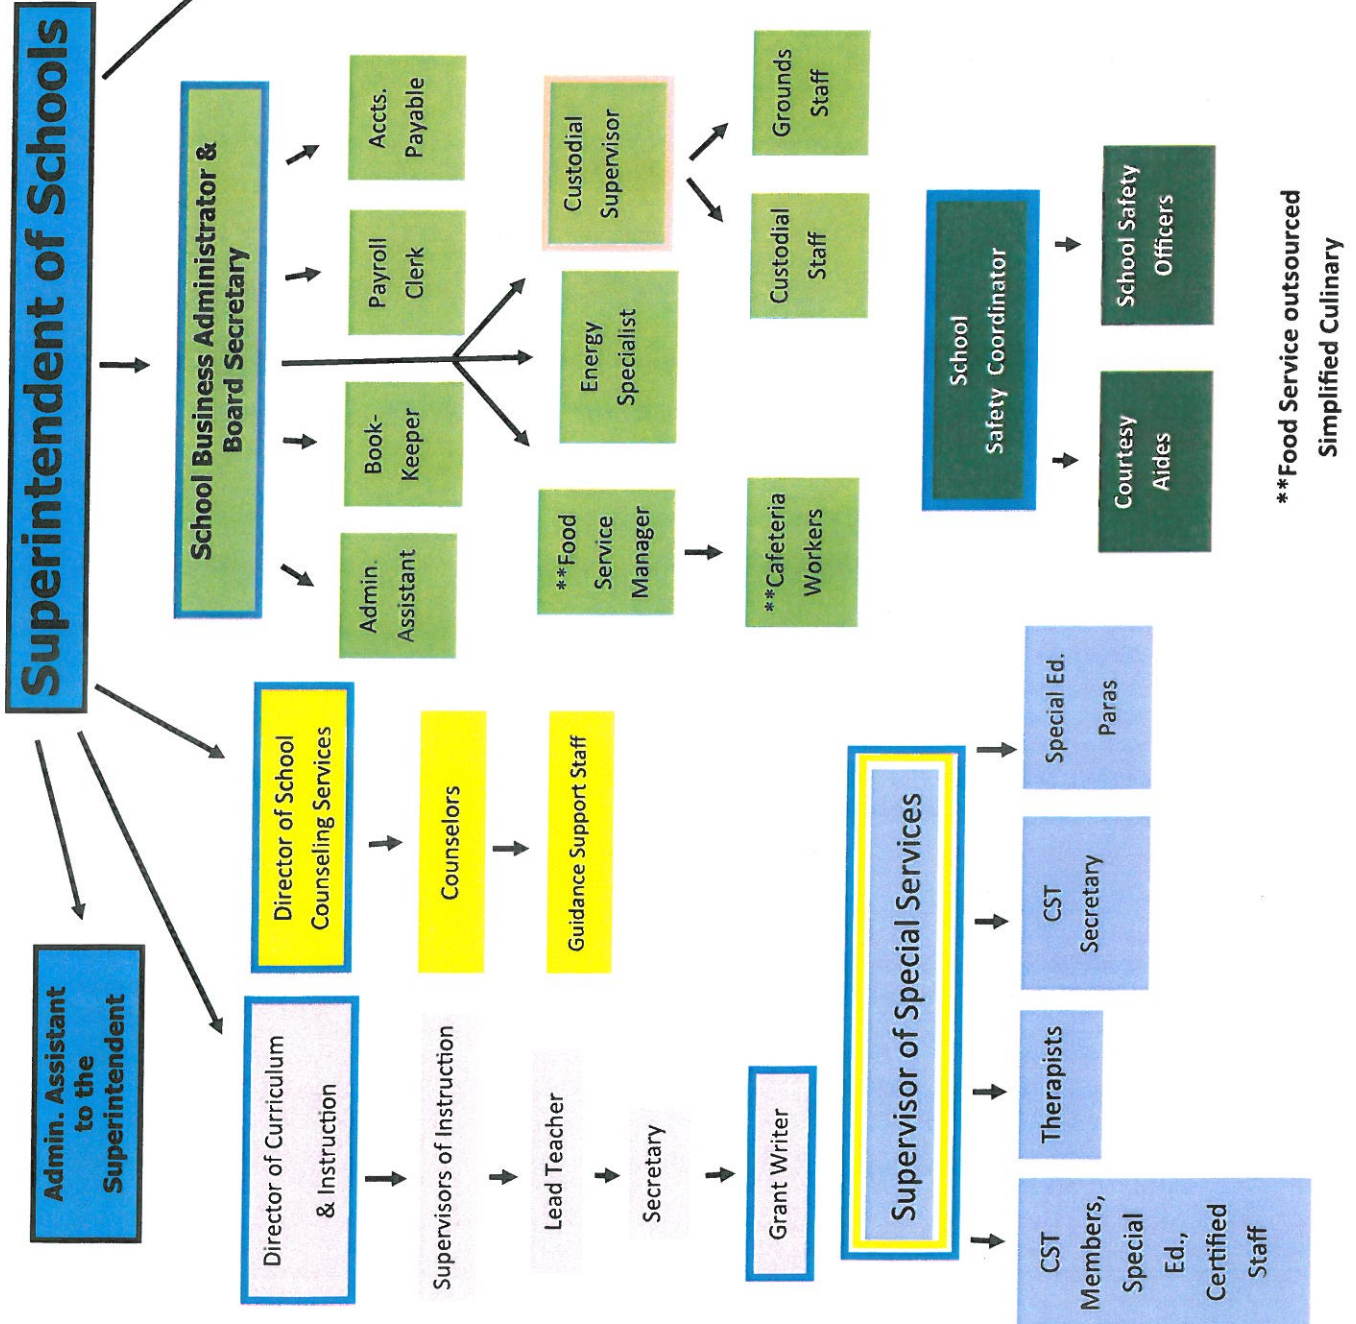 Superintendent of Schools
Admin. Assistant
to the
Superintendent
Director of Curriculum
& Instruction
Supervisors of Instruction
Lead Teacher
Secretary
Grant Writer
Director of School
Counseling Services
Counselors
Guidance Support Staff
School Business Administrator &
Board Secretary
Admin.
Assistant
Book-
Keeper
Payroll
Clerk
Accts.
Payable
**Food
Service
Manager
Energy
Specialist
Custodial
Supervisor
**Cafeteria
Workers
Custodial
Staff
Grounds
Staff
Supervisor of Special Services
CST
Members,
Special
Ed.,
Certified
Staff
Therapists
CST
Secretary
Special Ed.
Paras
School
Safety Coordinator
Courtesy
Aides
School Safety
Officers
**Food Service outsourced
Simplified Culinary